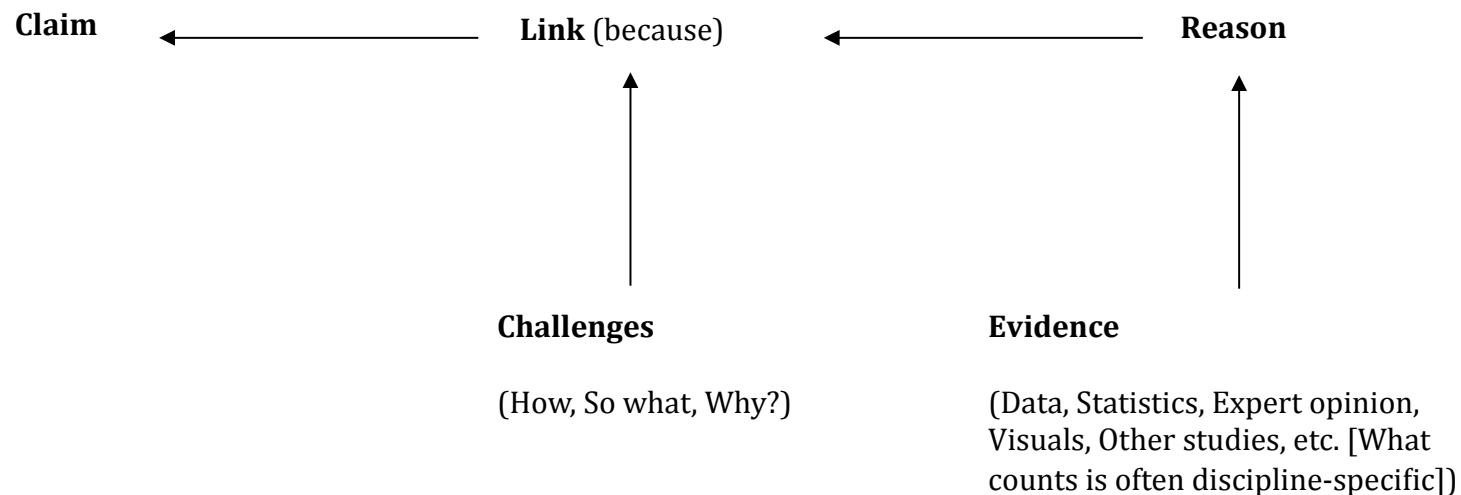 Claim
Link (because)
Reason
Challenges
(How, So what, Why?)
Evidence
(Data, Statistics, Expert opinion,
Visuals, Other studies, etc. [What
counts is often discipline-specific])